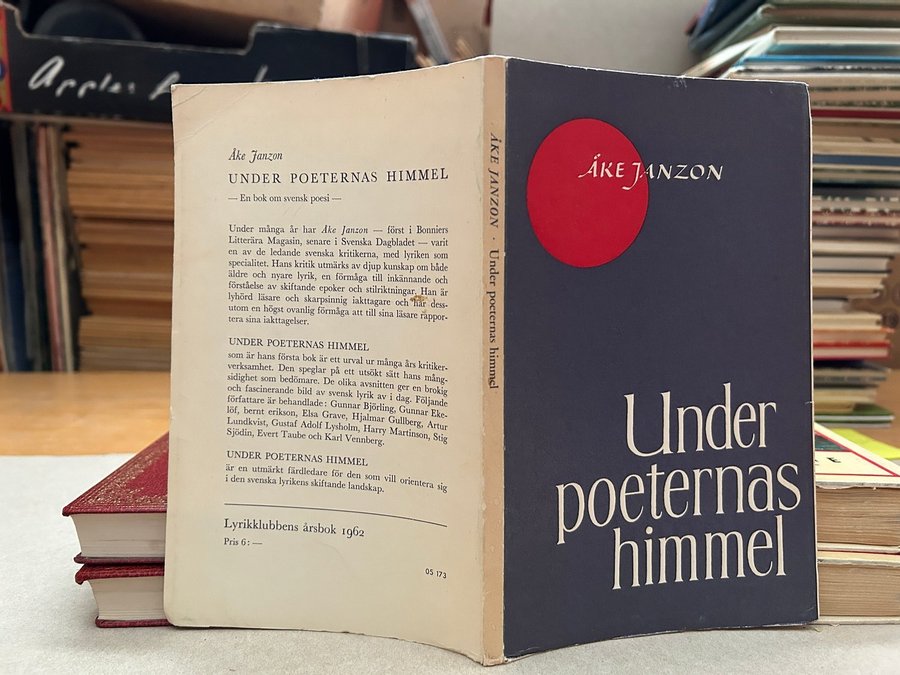 Apples
Åke Janzon
UNDER POETERNAS HIMMEL
— En bok om svensk poesi —
Under många år har Åke Janzon — först i Bonniers
Litterära Magasin, senare i Svenska Dagbladet — varit
en av de ledande svenska kritikerna, med lyriken som
specialitet. Hans kritik utmärks av djup kunskap om både
äldre och nyare lyrik, en förmåga till inkännande och
förståelse av skiftande epoker och stilriktningar. Han är
lyhörd läsare och skarpsinnig iakttagare och har dess-
utom en högst ovanlig förmåga att till sina läsare rappor-
tera sina iakttagelser.
UNDER POETERNAS HIMMEL
som är hans första bok är ett urval ur många års kritiker-
verksamhet. Den speglar på ett utsökt sätt hans mång-
sidighet som bedömare. De olika avsnitten ger en brokig
och fascinerande bild av svensk lyrik av i dag. Följande
författare är behandlade: Gunnar Björling, Gunnar Eke-
löf, bernt erikson, Elsa Grave, Hjalmar Gullberg, Artur
Lundkvist, Gustaf Adolf Lysholm, Harry Martinson, Stig
Sjödin, Evert Taube och Karl Vennberg.
UNDER POETERNAS HIMMEL
är en utmärkt färdledare för den som vill orientera sig
i den svenska lyrikens skiftande landskap.
Lyrikklubbens årsbok 1962
Pris 6: —
05 173
ÅKE JANZON · Under poeternas himmel
ÅKE JANZON
Under
poeternas
himmel